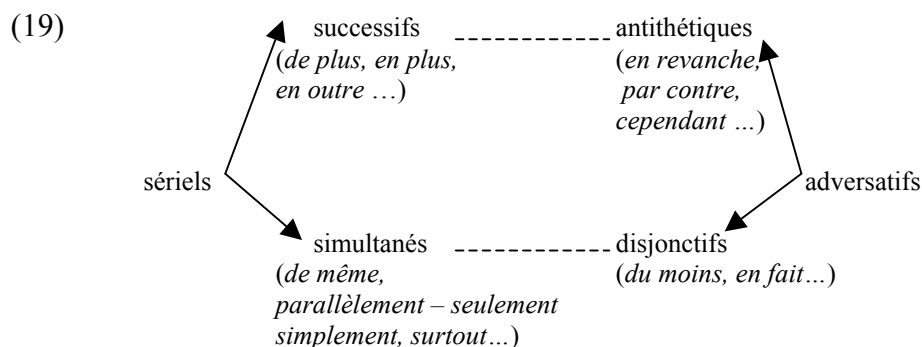 (19)
successifs
(de plus, en plus,
en outre …)
antithétiques
(en revanche,
par contre,
cependant …)
sériels
adversatifs
simultanés
(de même,
parallèlement – seulement
simplement, surtout…)
disjonctifs
(du moins, en fait…)